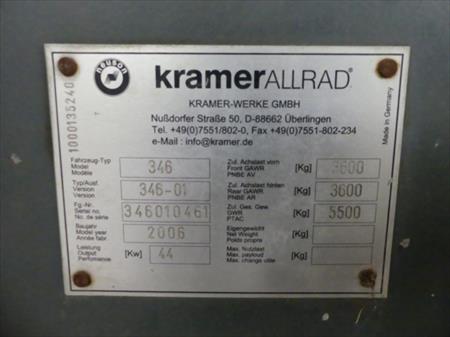 neuson
kramerALLRAD®
KRAMER-WERKE GMBH
Nußdorfer Straße 50, D-88662 Überlingen
Tel. +49(0)7551/802-0, Fax +49(0)7551-802-234
e-Mail : info@kramer.de
Made in Germany
1000135240
Fahrzeug-Typ
Model
Modèle
346
Zul. Achslast vorn
Front GAWR
PNBE AV
[Kg]
3600
Typ/Ausf.
Version
Version
346-01
Zul. Achslast hinten
Rear GAWR
PNBE AR
[Kg]
3600
Fg.-Nr.
Serial no.
No. de série
346010461
Zul. Ges. Gew.
GWR
PTAC
[Kg]
5500
Baujahr
Model year
Année fabr.
2006
Eigengewicht
Net Weight
Poids propre
[Kg]
Leistung
Output
Performance
[Kw]
44
Max. Nutzlast
Max. payloud
Max. change utile
[Kg]